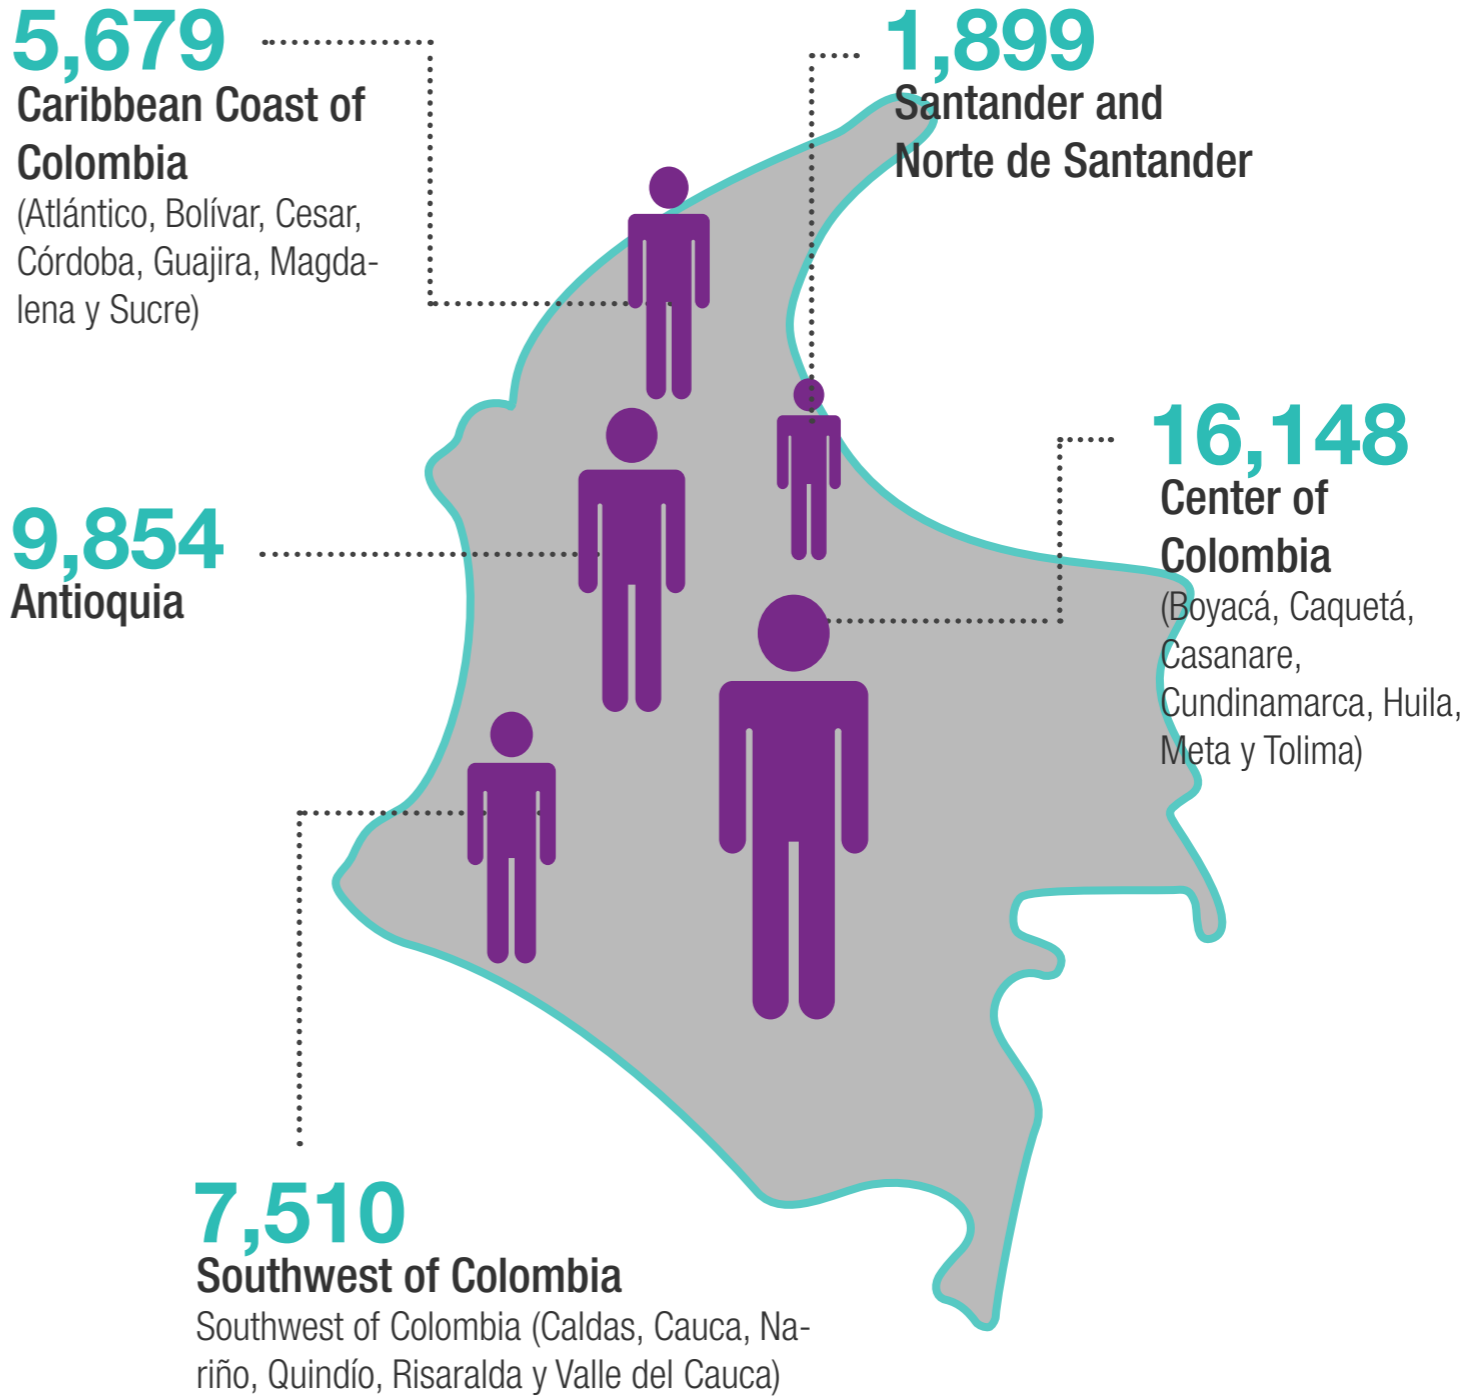 5,679
Caribbean Coast of
Colombia
(Atlántico, Bolívar, Cesar,
Córdoba, Guajira, Magda-
lena y Sucre)
1,899
Santander and
Norte de Santander
16,148
Center of
Colombia
(Boyacá, Caquetá,
Casanare,
Cundinamarca, Huila,
Meta y Tolima)
9,854
Antioquia
7,510
Southwest of Colombia
Southwest of Colombia (Caldas, Cauca, Na-
riño, Quindío, Risaralda y Valle del Cauca)